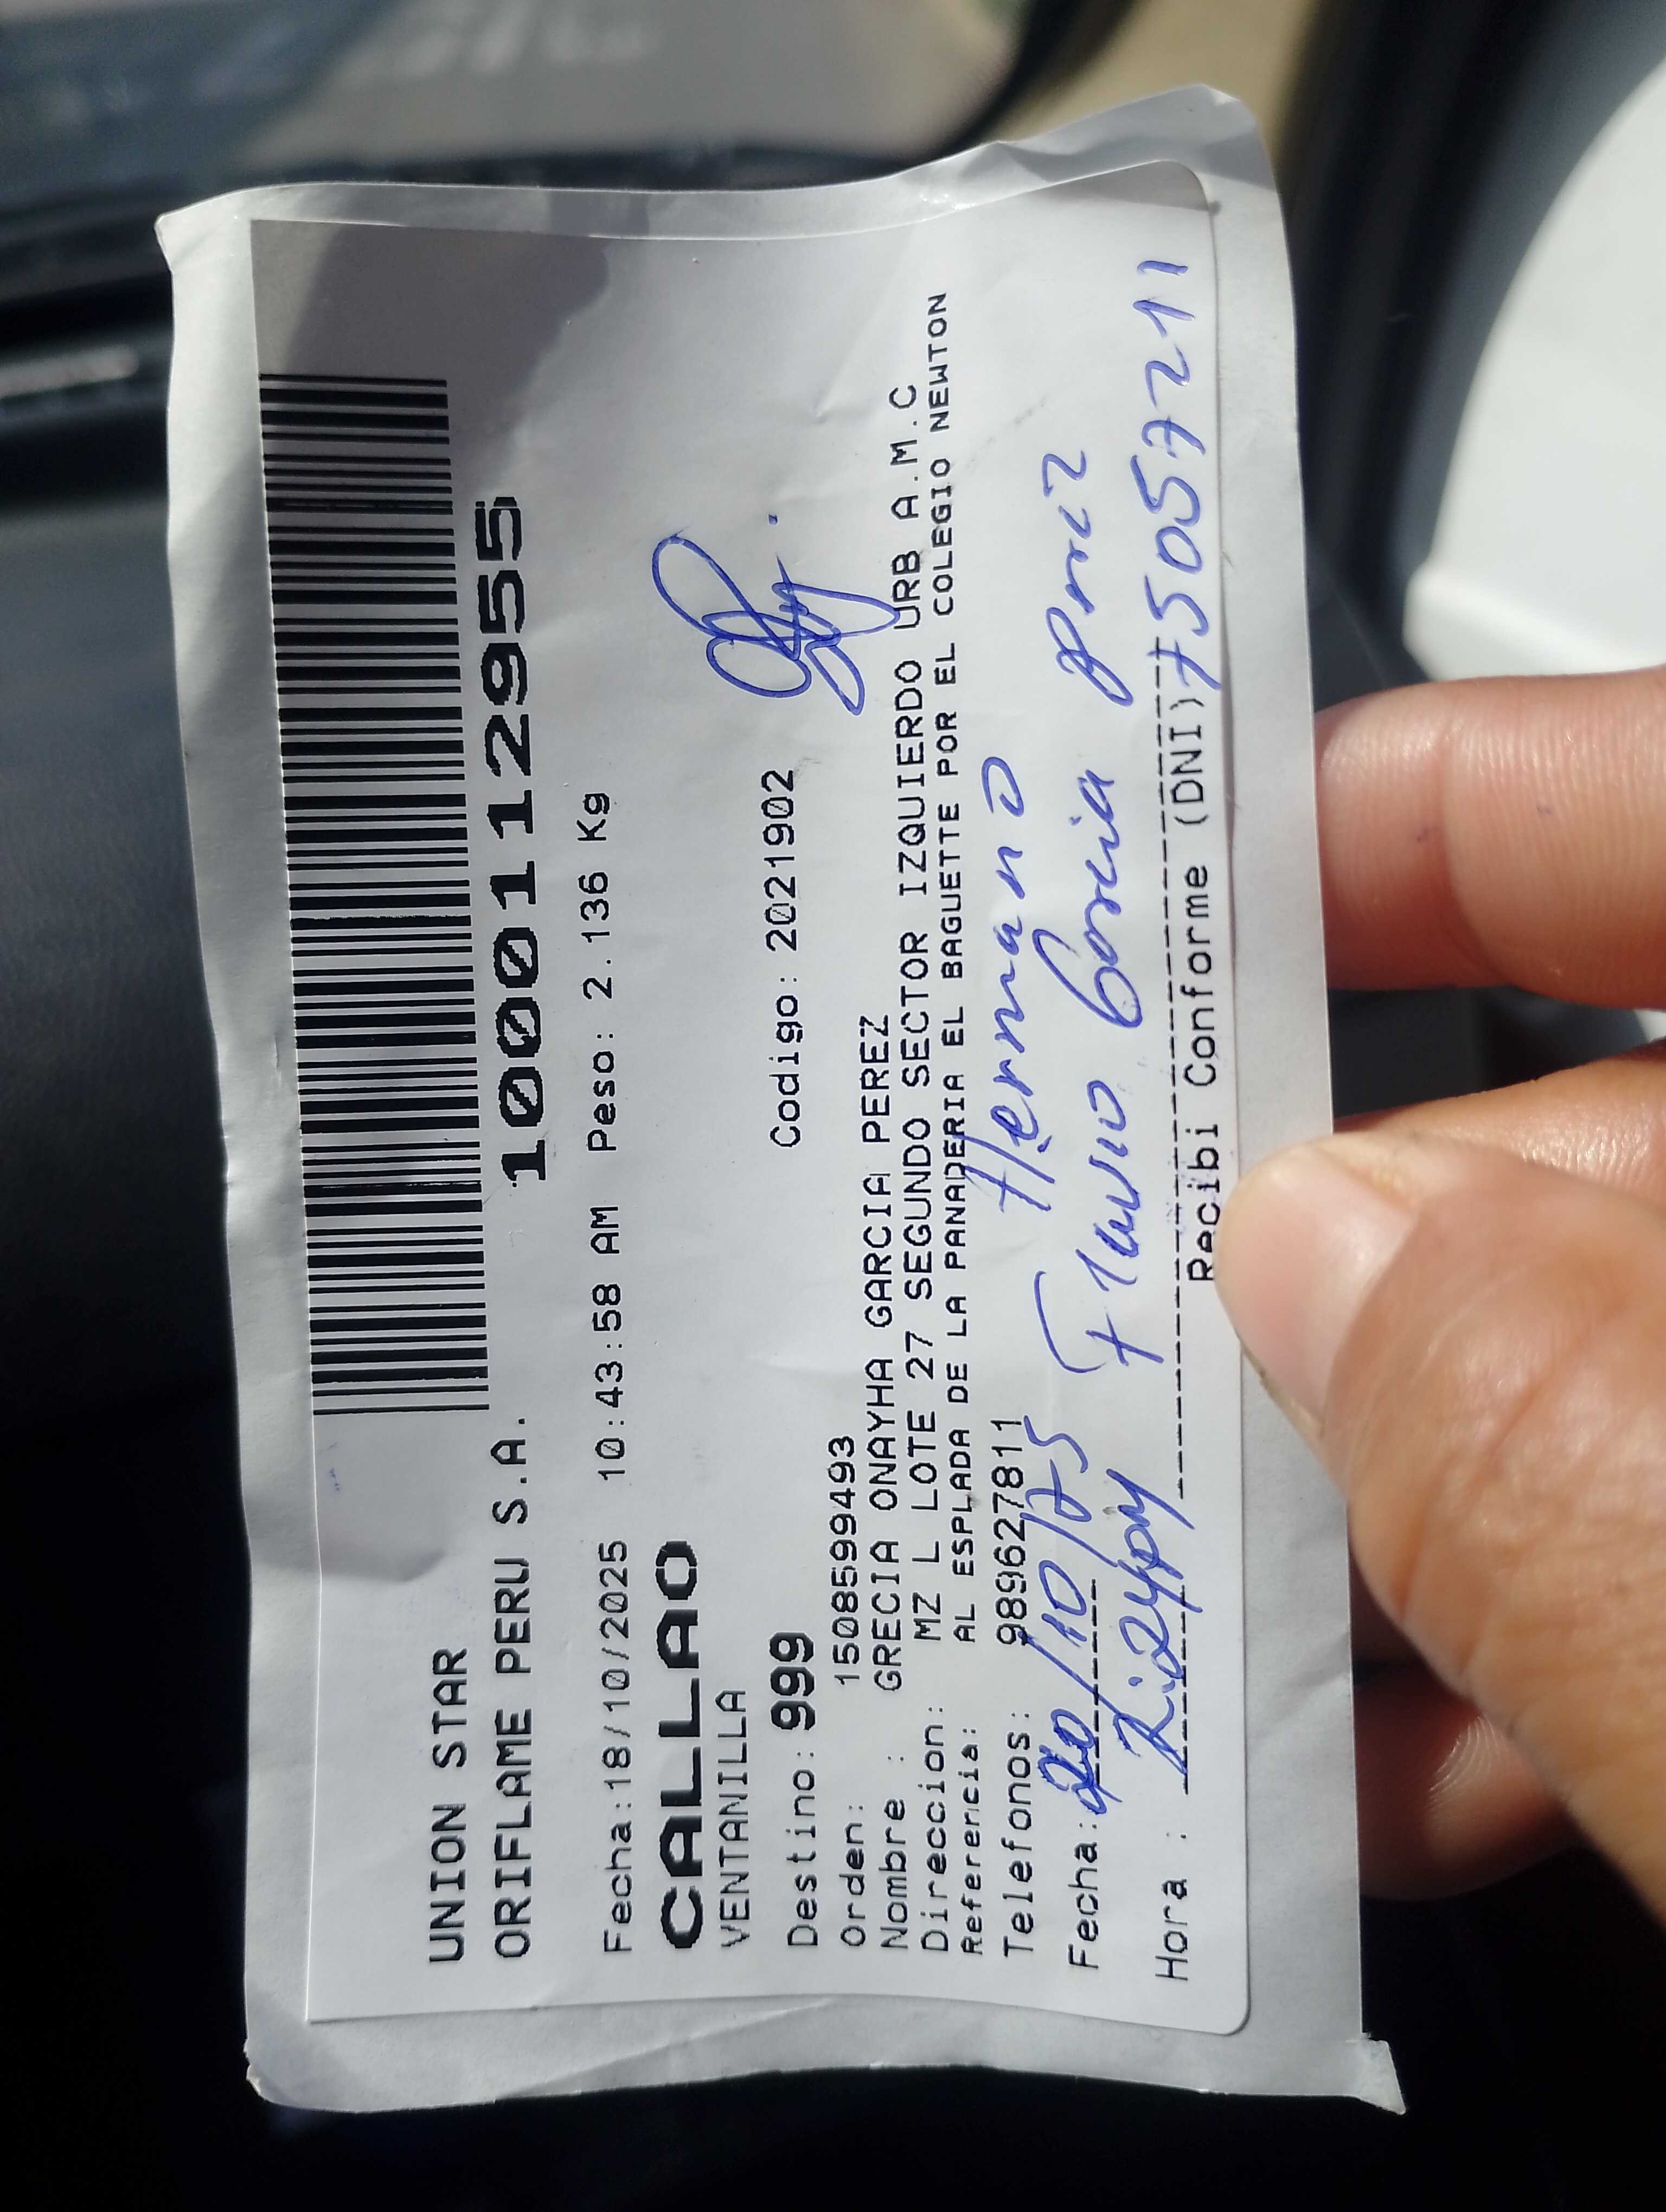 UNION STAR
ORIFLAME PERU S.A. 1000112955
Fecha:18/10/2025 10:43:58 AM Peso: 2.136 Kg
CALLAO
VENTANILLA
Destino: 999 Codigo: 2021902
Orden: 1508599493
Nombre : GRECIA ONAYHA GARCIA PEREZ
Direccion: MZ L LOTE 27 SEGUNDO SECTOR IZQUIERDO URB A.M.C
Referencia: AL ESPLADA DE LA PANADERIA EL BAGUETTE POR EL COLEGIO NEWTON
Telefonos: 989627811 Hermano
Fecha: 20/10/25 Flavio Garcia
Hora : 2:24pm 75057211
Recibi Conforme (DNI)